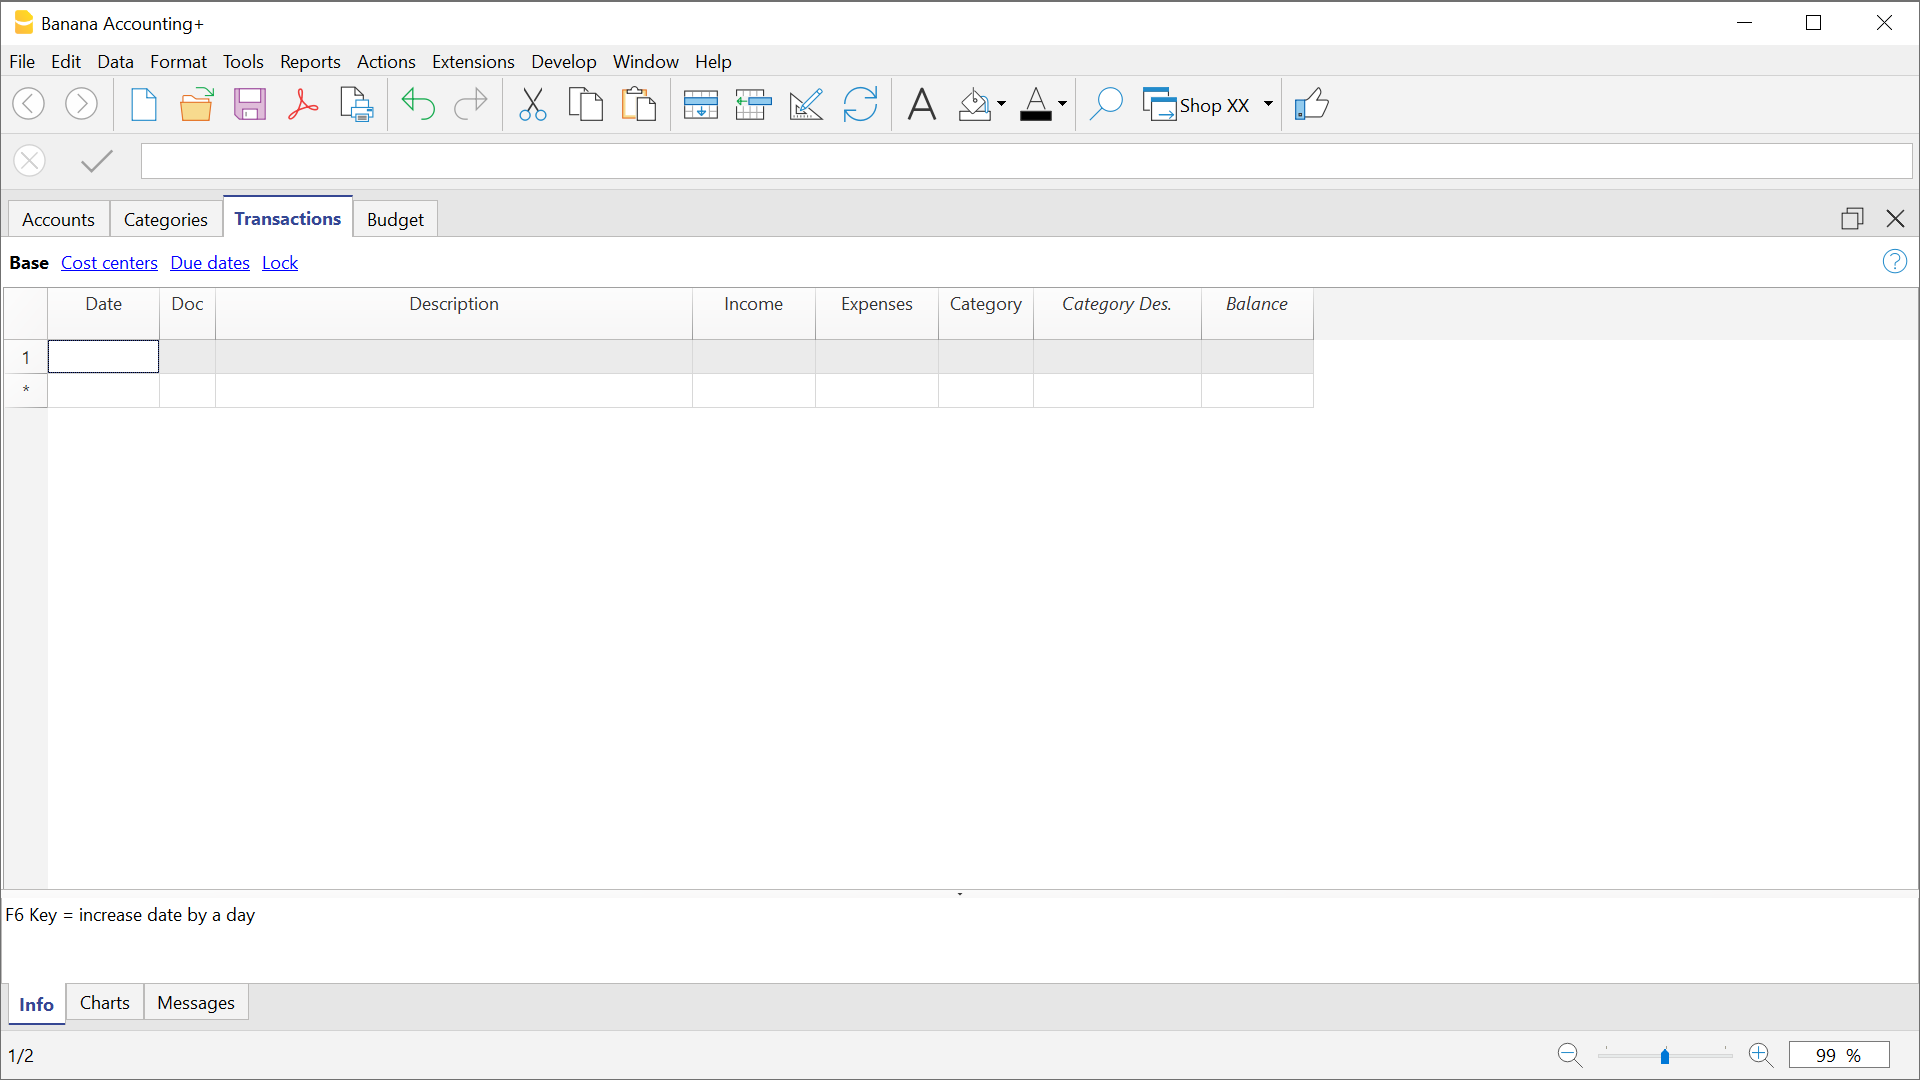 Banana Accounting+
File Edit Data Format Tools Reports Actions Extensions Develop Window Help
Shop XX
Accounts Categories Transactions Budget
Base Cost centers Due dates Lock
Date Doc Description Income Expenses Category Category Des. Balance
1
*
F6 Key = increase date by a day
Info Charts Messages
1/2 99 %